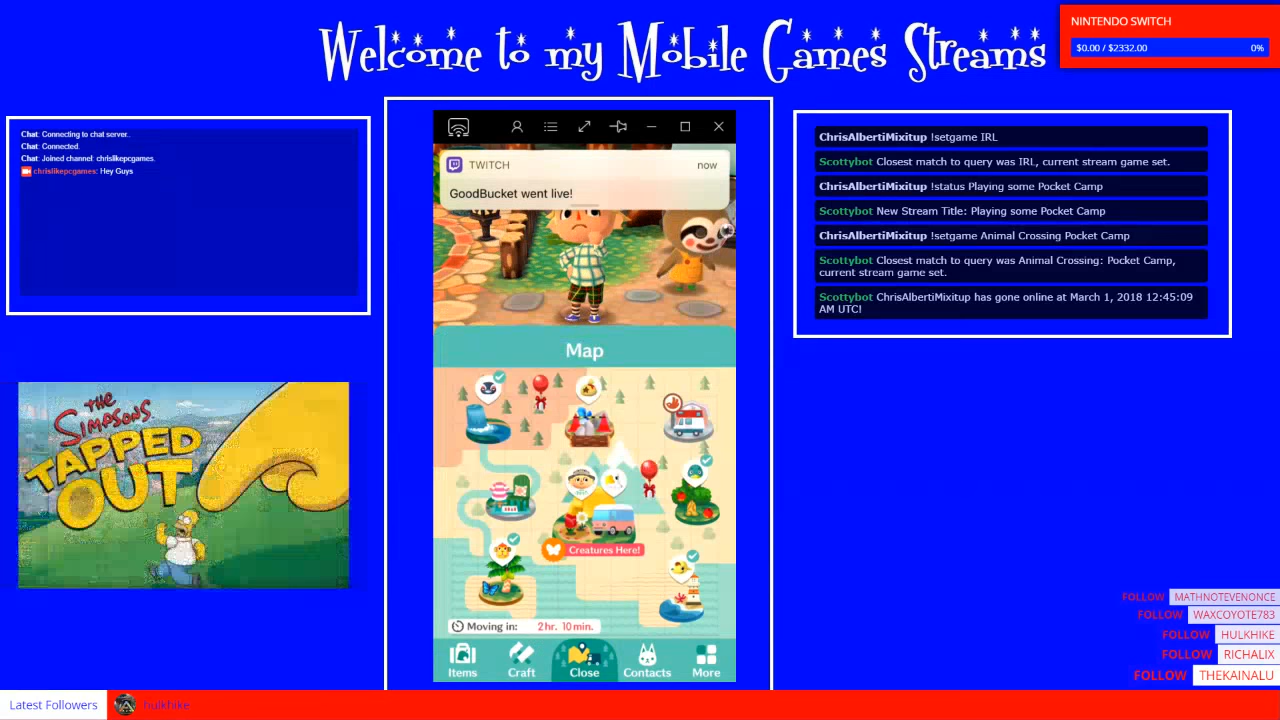 Welcome to my Mobile Games Streams
NINTENDO SWITCH
$0.00 / $2332.00 0%
Chat: Connecting to chat server..
Chat: Connected.
Chat: Joined channel: chrislikepcgames.
chrislikepcgames: Hey Guys
TWITCH now
GoodBucket went live!
Map
Creatures Here!
Moving in: 2hr. 10min.
Items Craft Close Contacts More
ChrisAlbertiMixitup !setgame IRL
Scottybot Closest match to query was IRL, current stream game set.
ChrisAlbertiMixitup !status Playing some Pocket Camp
Scottybot New Stream Title: Playing some Pocket Camp
ChrisAlbertiMixitup !setgame Animal Crossing Pocket Camp
Scottybot Closest match to query was Animal Crossing: Pocket Camp,
current stream game set.
Scottybot ChrisAlbertiMixitup has gone online at March 1, 2018 12:45:09
AM UTC!
THE
SIMPSONS
TAPPED
OUT
FOLLOW MATHNOTEVENONCE
FOLLOW WAXCOYOTE783
FOLLOW HULKHIKE
FOLLOW RICHALIX
FOLLOW THEKAINALU
Latest Followers hulkhike